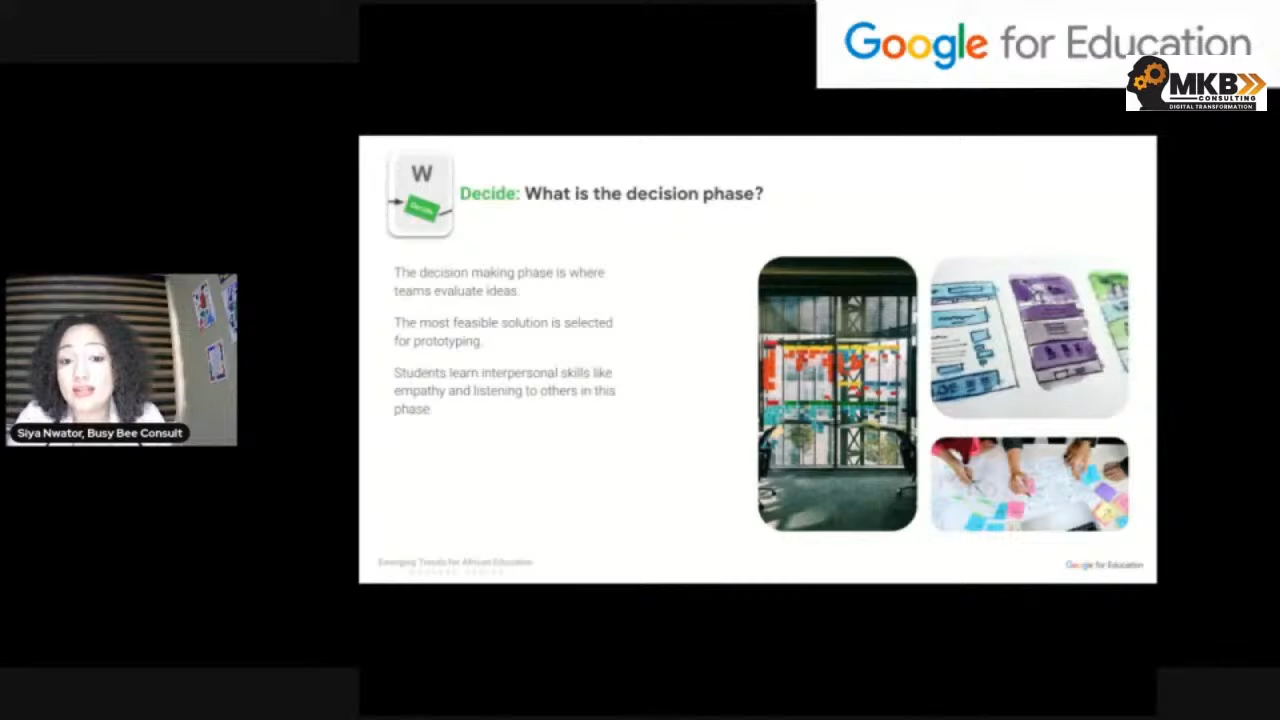 Google for Education
MKB
CONSULTING
DIGITAL TRANSFORMATION
W
Decide
Decide: What is the decision phase?
The decision making phase is where
teams evaluate ideas.
The most feasible solution is selected
for prototyping.
Students learn interpersonal skills like
empathy and listening to others in this
phase.
Siya Nwator, Busy Bee Consult
Emerging Trends for African Education
Google for Education